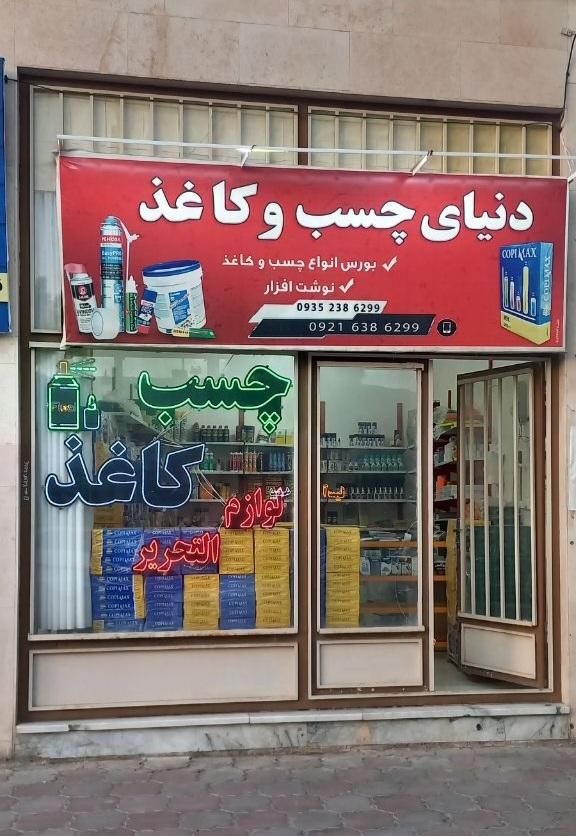 دنیای چسب و کاغذ
✓ بورس انواع چسب و کاغذ
✓ نوشت افزار
0935 238 6299
0921 638 6299
COPIMAX
چسب
کاغذ
لوازم
التحریر
COPIMAX